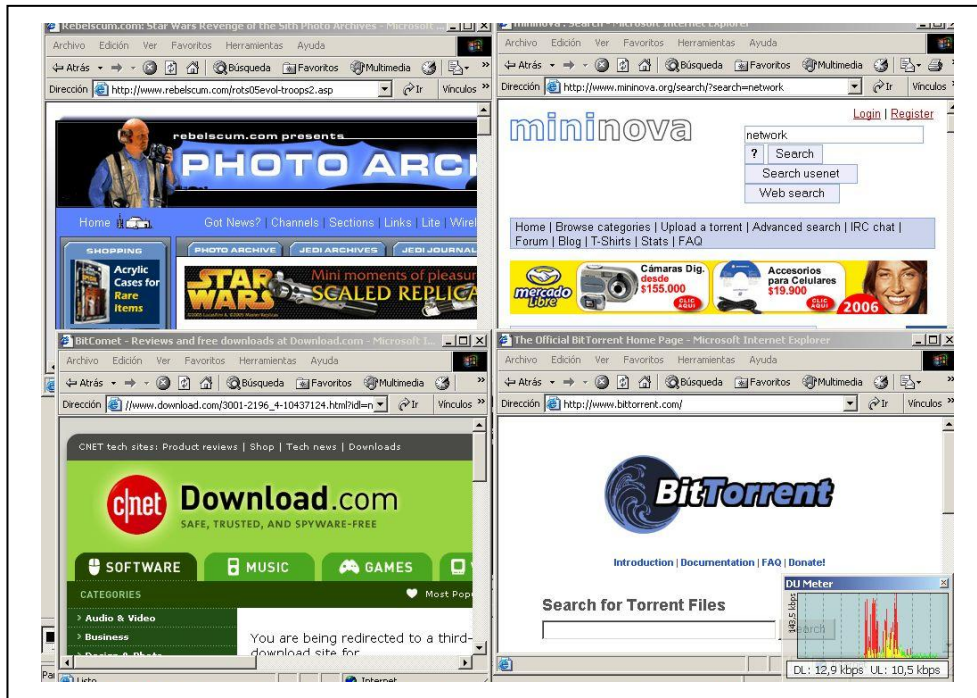 Rebelscum.com: Star Wars Revenge of the Sith Photo Archives - Microsoft ...
Archivo Edición Ver Favoritos Herramientas Ayuda
Atrás Búsqueda Favoritos Multimedia »
Dirección http://www.rebelscum.com/rots05evol-troops2.asp Ir Vínculos »
rebelscum.com presents
PHOTO ARCH
Home Got News? | Channels | Sections | Links | Lite | Wirel
SHOPPING
PHOTO ARCHIVE JEDI ARCHIVES JEDI JOURNAL
Acrylic
Cases for
Rare
Items
STAR WARS
Mini moments of pleasur
SCALED REPLICA
mininova : Search - Microsoft Internet Explorer
Archivo Edición Ver Favoritos Herramientas Ayuda
Atrás Búsqueda Favoritos Multimedia »
Dirección http://www.mininova.org/search/?search=network Ir Vínculos »
mininova
Login | Register
network
? Search
Search usenet
Web search
Home | Browse categories | Upload a torrent | Advanced search | IRC chat |
Forum | Blog | T-Shirts | Stats | FAQ
mercado
Libre
Cámaras Dig.
desde
$155.000
CLIC
AQUI
Accesorios
para Celulares
$19.900
CLIC
AQUI
2006
BitComet - Reviews and free downloads at Download.com - Microsoft I...
Archivo Edición Ver Favoritos Herramientas Ayuda
Atrás Búsqueda Favoritos Multimedia »
Dirección //www.download.com/3001-2196_4-10437124.html?idl=n Ir Vínculos »
CNET tech sites: Product reviews | Shop | Tech news | Downloads
c|net Download.com
SAFE, TRUSTED, AND SPYWARE-FREE
SOFTWARE MUSIC GAMES
CATEGORIES Most Popu
Audio & Video
Business
Design & Photo
You are being redirected to a third-
download site for
Listo Internet
The Official BitTorrent Home Page - Microsoft Internet Explorer
Archivo Edición Ver Favoritos Herramientas Ayuda
Atrás Búsqueda Favoritos Multimedia »
Dirección http://www.bittorrent.com/ Ir Vínculos »
BitTorrent
Introduction | Documentation | FAQ | Donate!
Search for Torrent Files
Search
DU Meter
143,5 kbps
DL: 12,9 kbps UL: 10,5 kbps